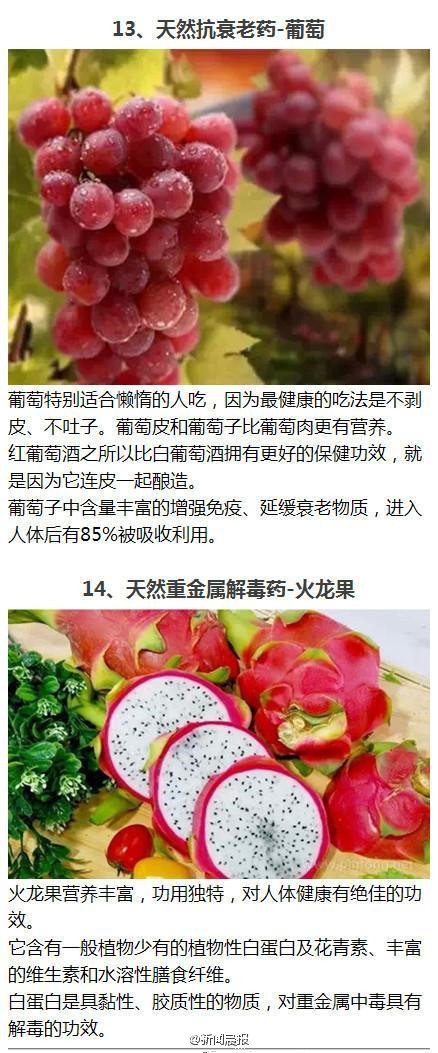 13、天然抗衰老药-葡萄
葡萄特别适合懒惰的人吃，因为最健康的吃法是不剥
皮、不吐子。葡萄皮和葡萄子比葡萄肉更有营养。
红葡萄酒之所以比白葡萄酒拥有更好的保健功效，就
是因为它连皮一起酿造。
葡萄子中含量丰富的增强免疫、延缓衰老物质，进入
人体后有85%被吸收利用。
14、天然重金属解毒药-火龙果
火龙果营养丰富，功用独特，对人体健康有绝佳的功
效。
它含有一般植物少有的植物性白蛋白及花青素、丰富
的维生素和水溶性膳食纤维。
白蛋白是具黏性、胶质性的物质，对重金属中毒具有
解毒的功效。
@新闻晨报